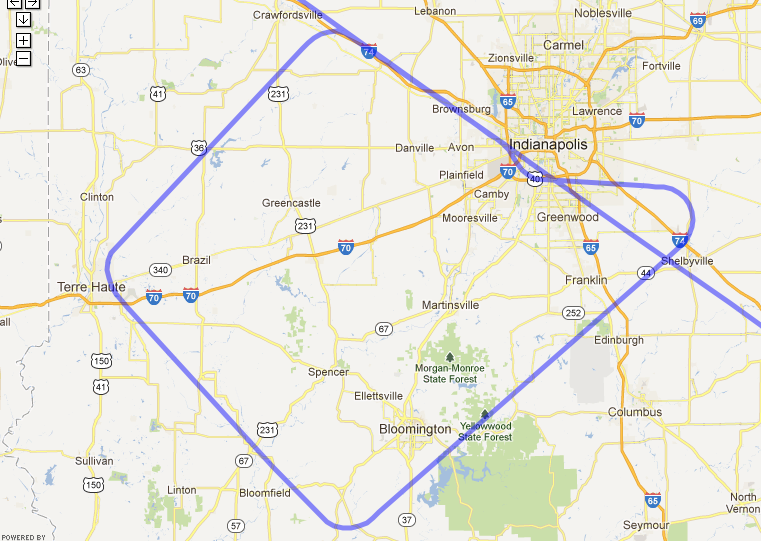 Crawfordsville
Lebanon
Noblesville
69
74
Carmel
Zionsville
63
Fortville
41
231
65
Brownsburg
Lawrence
70
36
Danville
Avon
Indianapolis
Plainfield
70
40
Clinton
Camby
Greencastle
Mooresville
Greenwood
231
70
65
74
Brazil
340
Shelbyville
44
Terre Haute
70
70
Franklin
Martinsville
252
all
67
Edinburgh
150
Morgan-Monroe
State Forest
Spencer
41
Ellettsville
Columbus
Bloomington
Yellowwood
State Forest
231
Sullivan
67
150
Linton
Bloomfield
65
North
Vernon
57
37
Seymour
POWERED BY